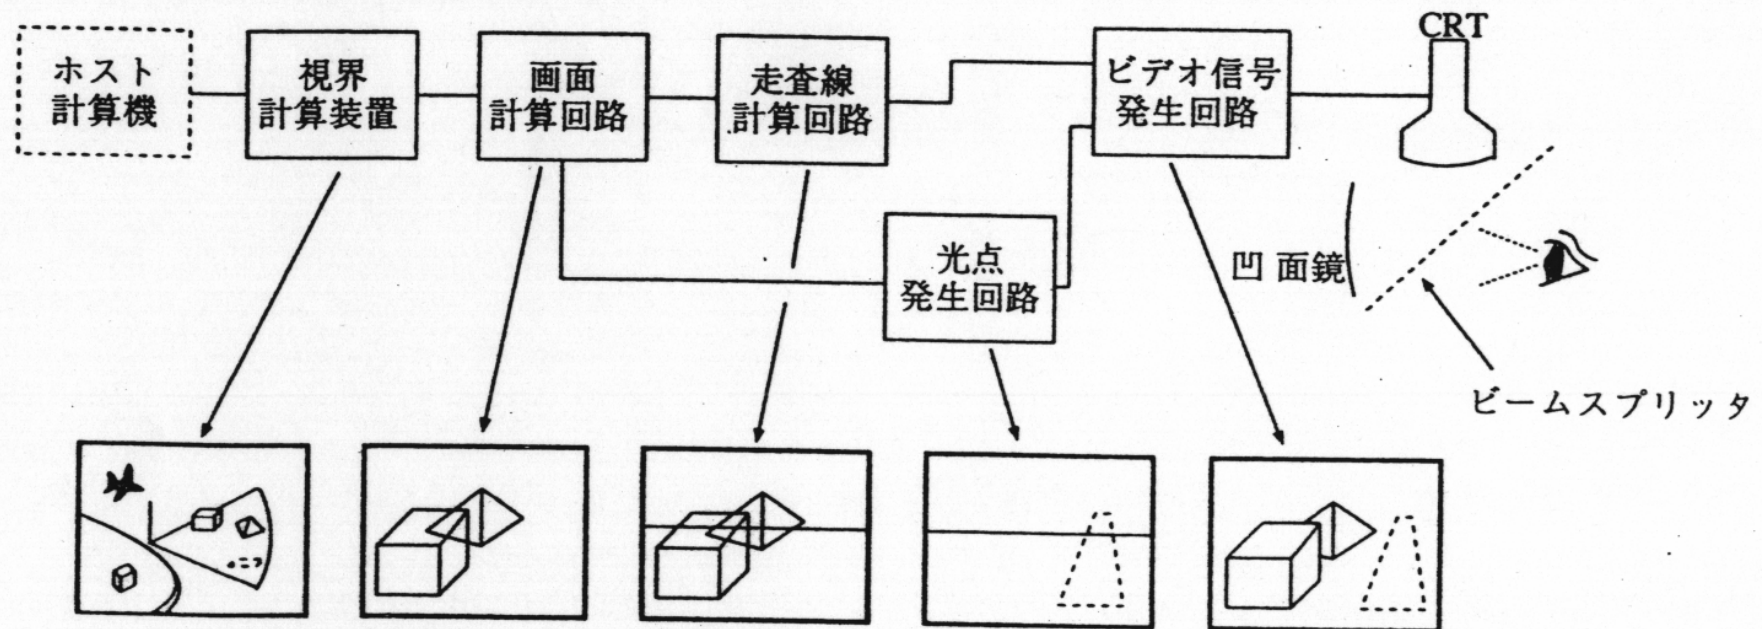 CRT
ホスト
計算機
視界
計算装置
画面
計算回路
走査線
計算回路
ビデオ信号
発生回路
光点
発生回路
凹面鏡
ビームスプリッタ